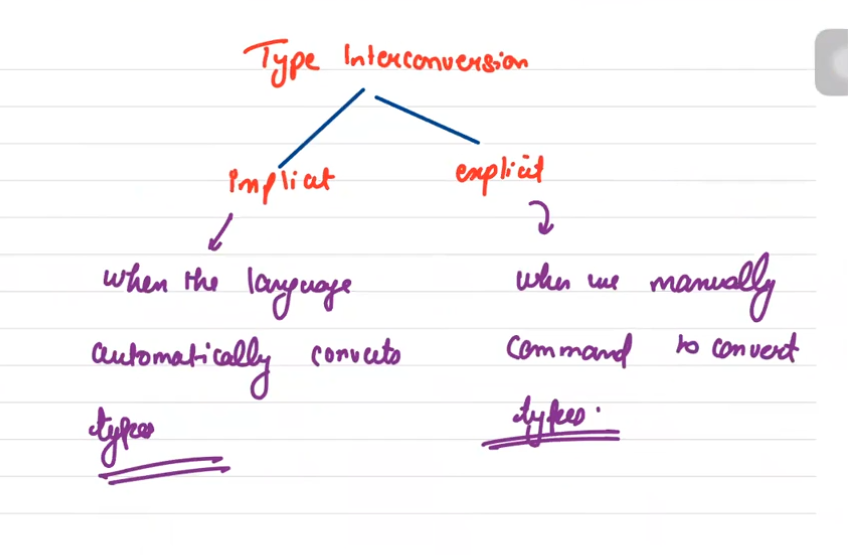 Type Interconversion
implicit
explicit
when the language
automatically converts
types
when we manually
command to convert
types.